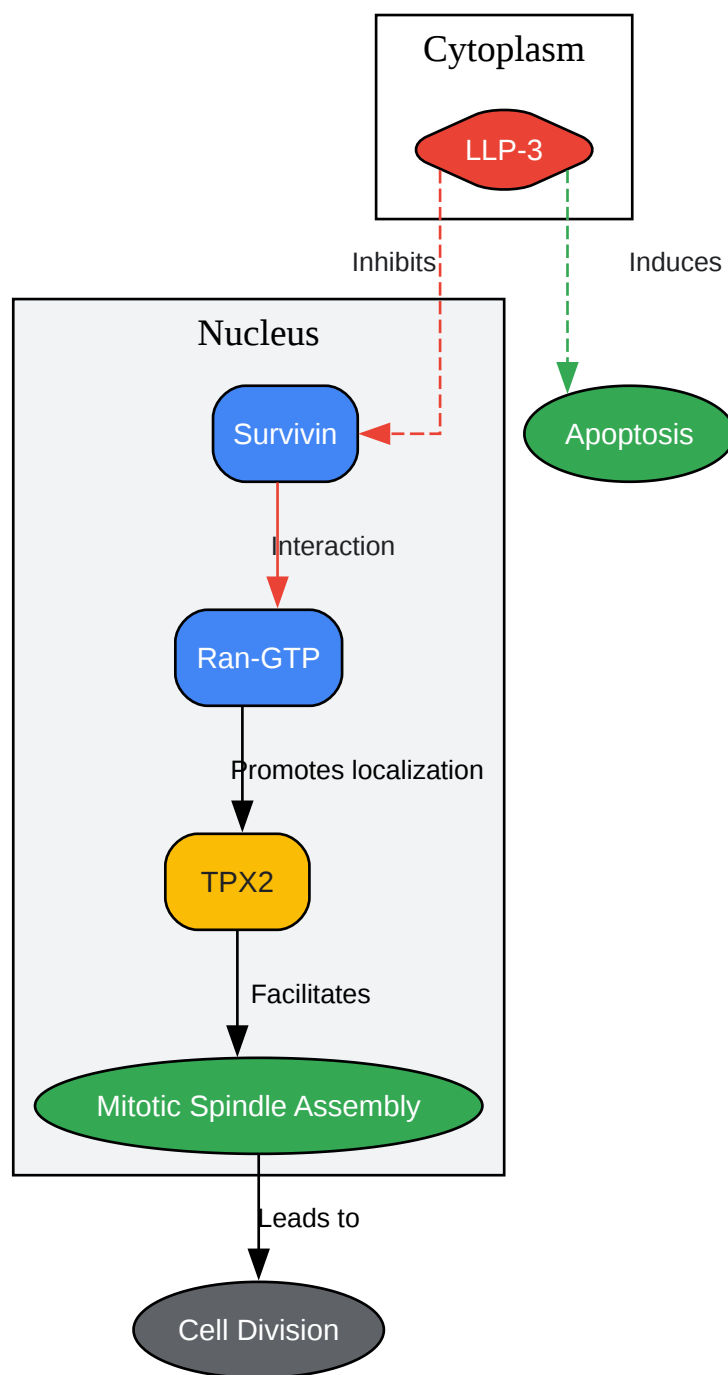 Cytoplasm
LLP-3
Inhibits
Induces
Nucleus
Survivin
Apoptosis
Interaction
Ran-GTP
Promotes localization
TPX2
Facilitates
Mitotic Spindle Assembly
Leads to
Cell Division